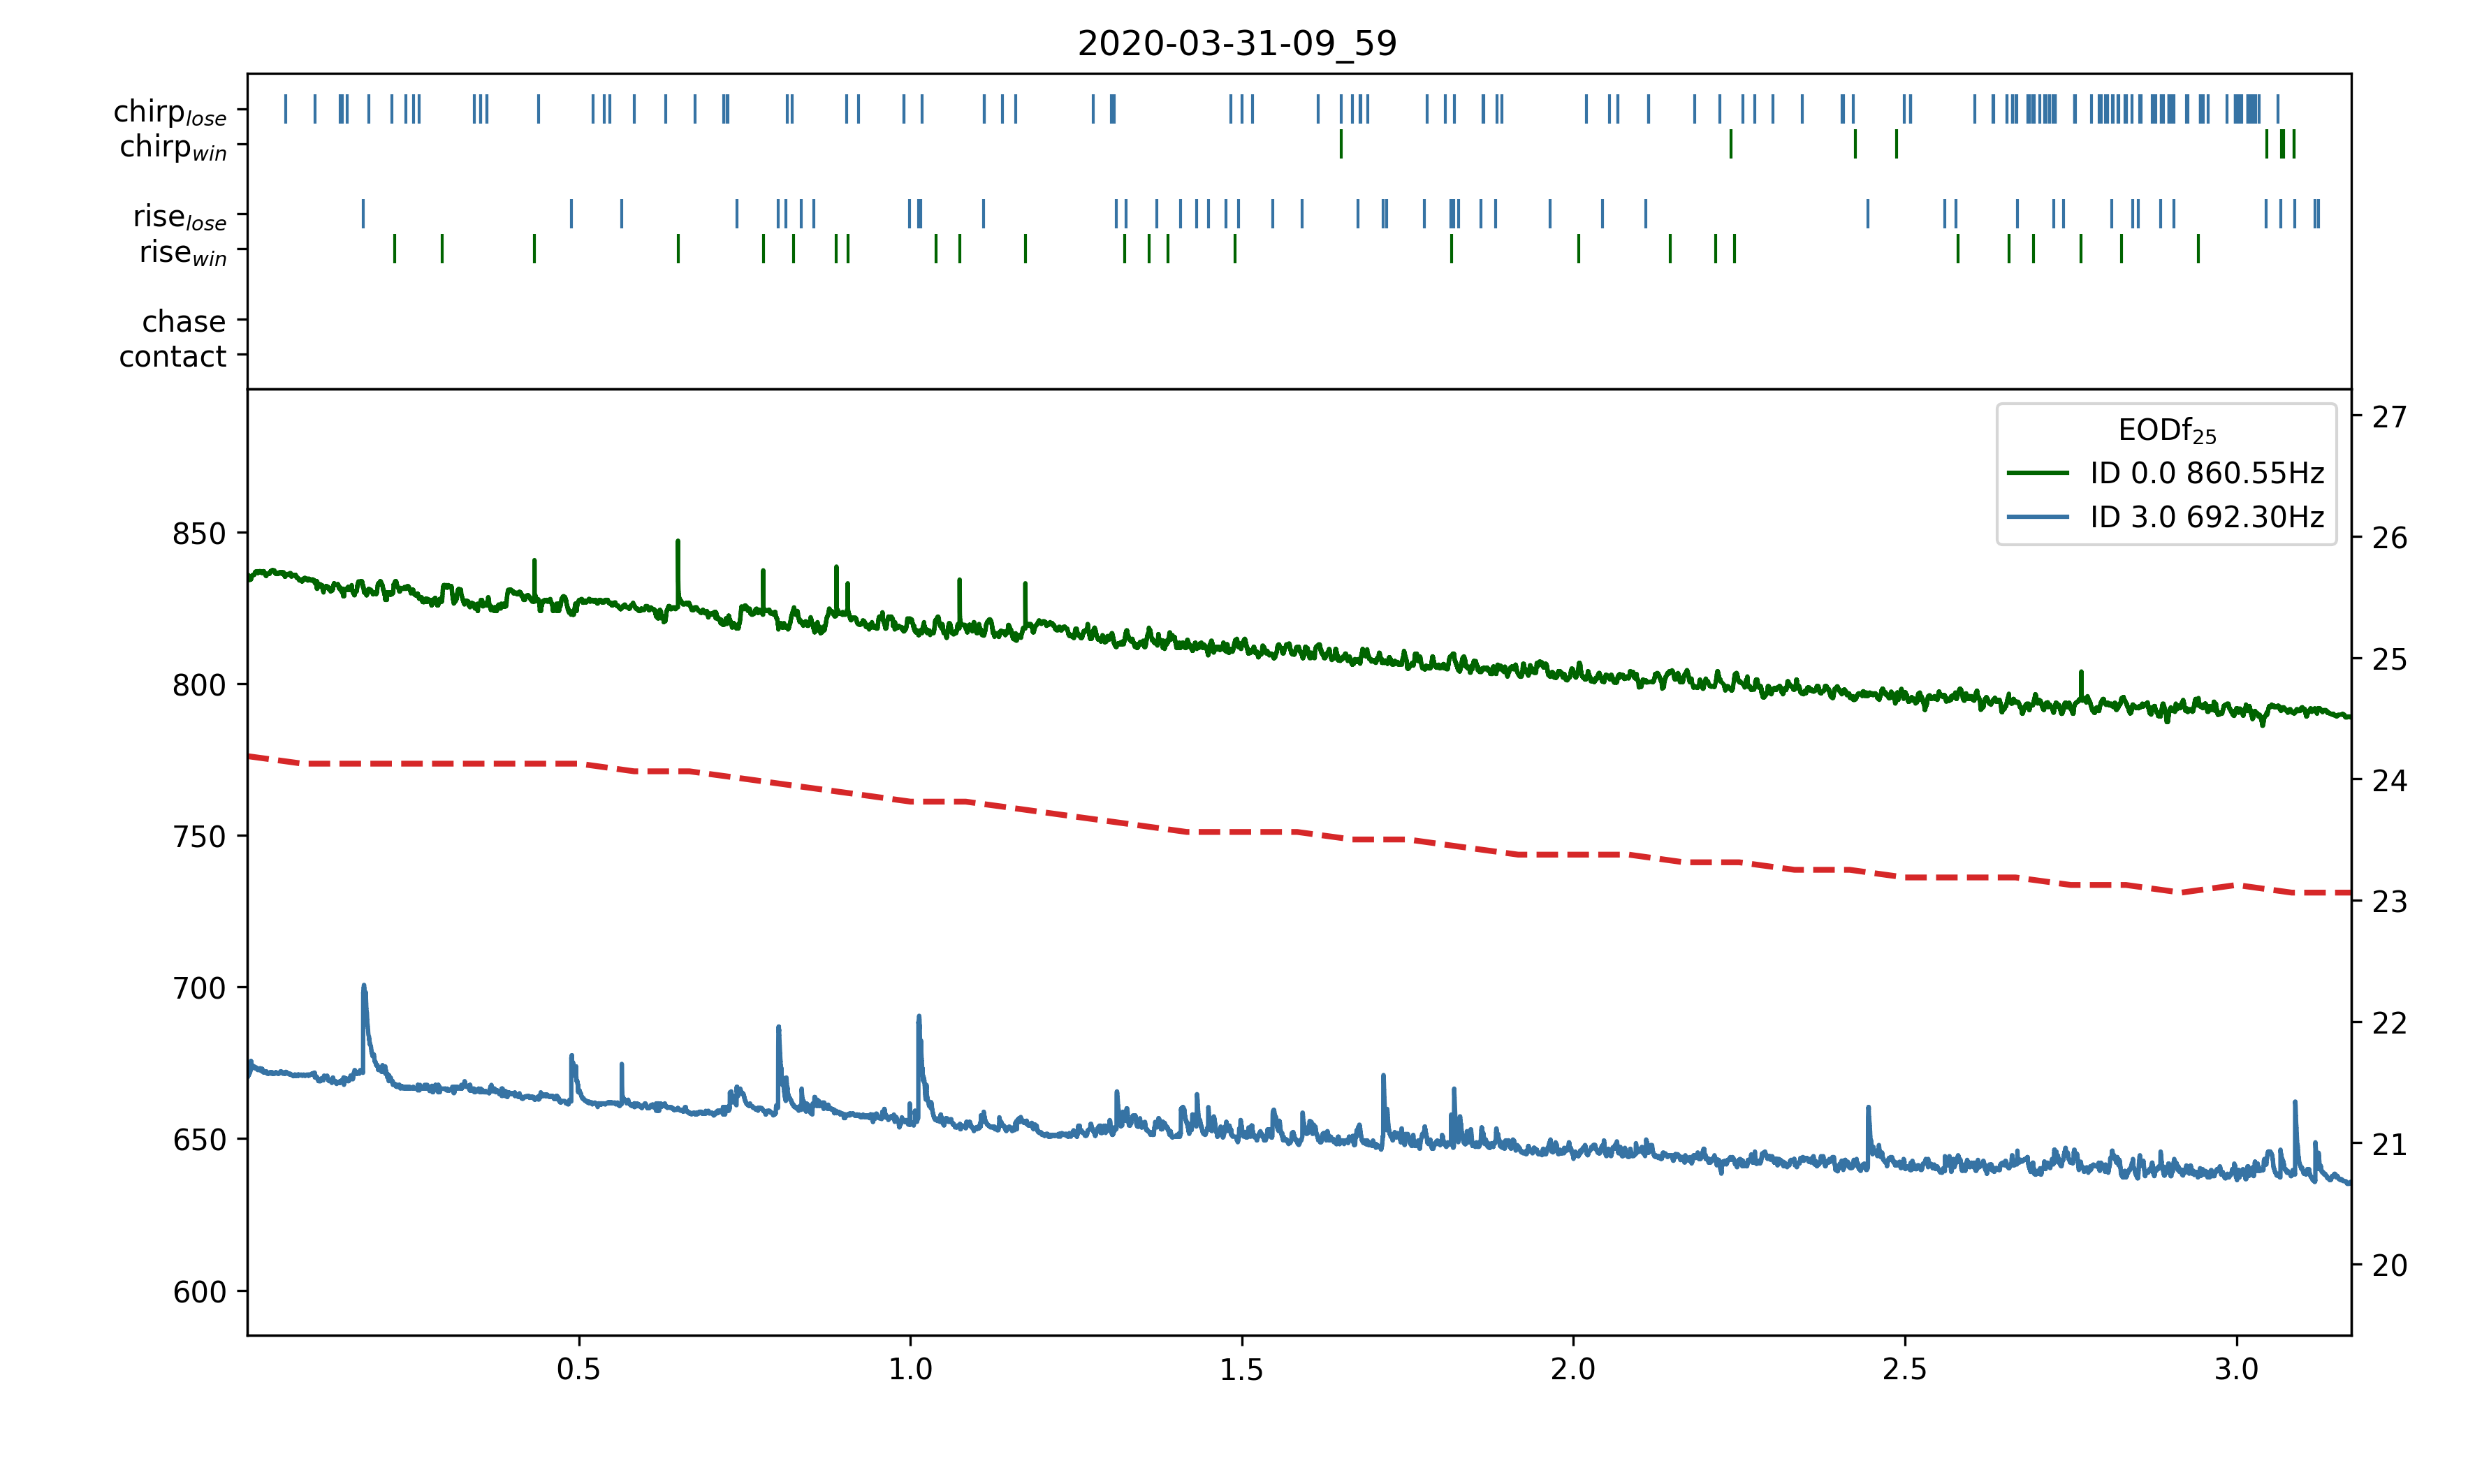 2020-03-31-09_59
chirp_lose
chirp_win
rise_lose
rise_win
chase
contact
EODf_25
ID 0.0 860.55Hz
ID 3.0 692.30Hz
850
800
750
700
650
600
27
26
25
24
23
22
21
20
0.5 1.0 1.5 2.0 2.5 3.0